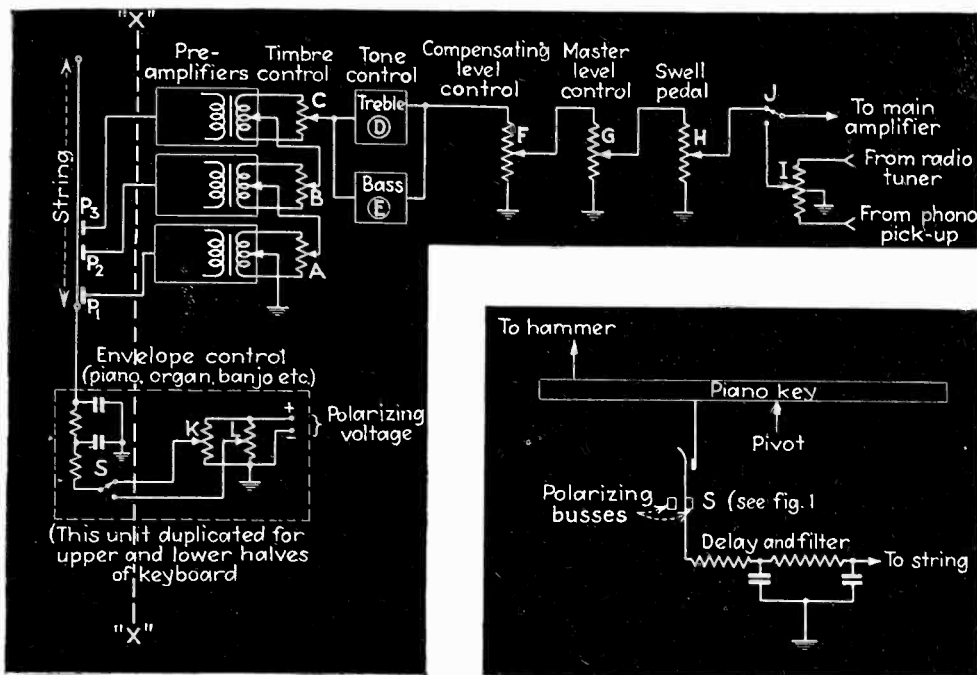 "X"
Pre-
amplifiers
Timbre
control
Tone
control
Compensating
level
control
Master
level
control
Swell
pedal
String
P3
P2
P1
C
B
A
Treble
D
Bass
E
F
G
H
J
To main
amplifier
I
From radio
tuner
From phono
pick-up
Envelope control
(piano, organ, banjo etc.)
S
K
L
+
-
Polarizing
voltage
(This unit duplicated for
upper and lower halves
of keyboard
"X"
To hammer
Piano key
Pivot
Polarizing
busses
S (see fig. 1
Delay and filter
To string